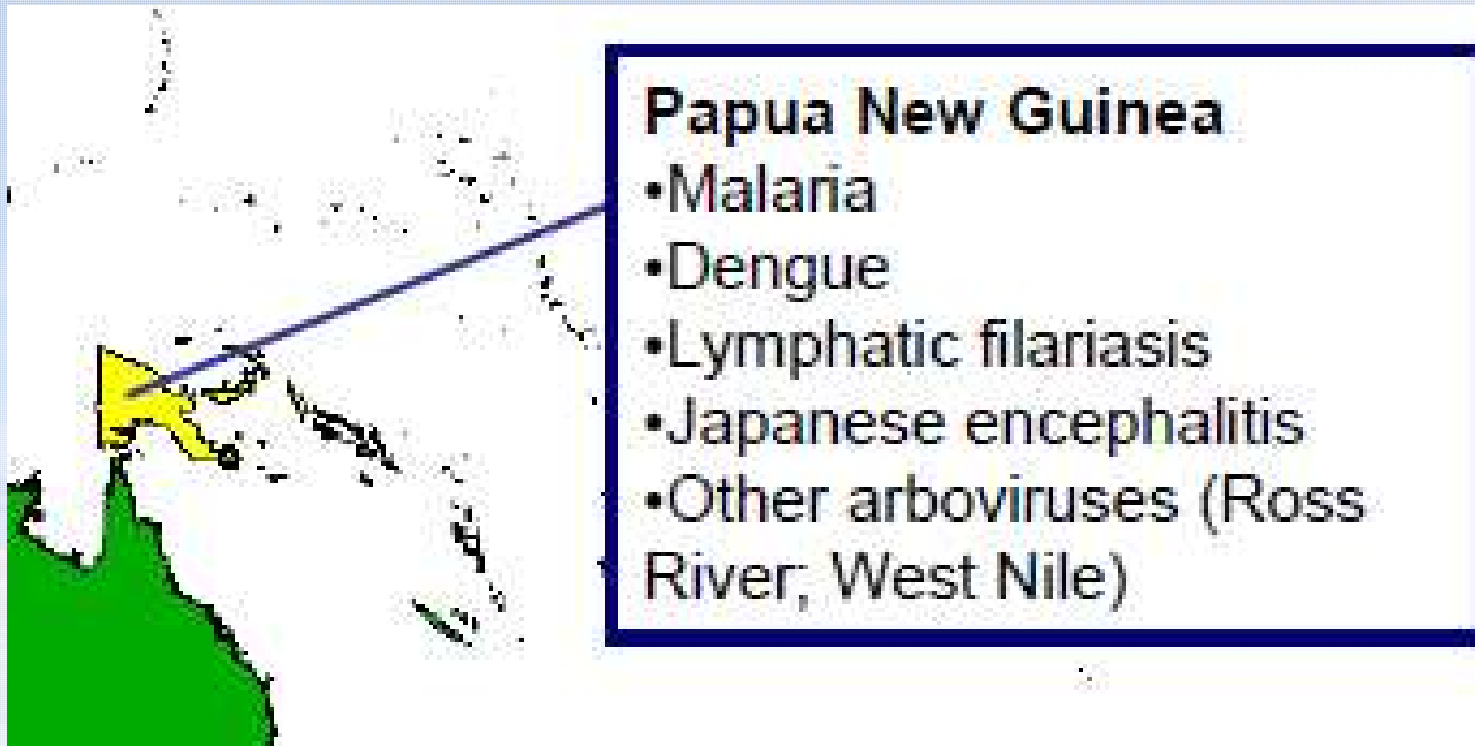 Papua New Guinea
•Malaria
•Dengue
•Lymphatic filariasis
•Japanese encephalitis
•Other arboviruses (Ross
River; West Nile)